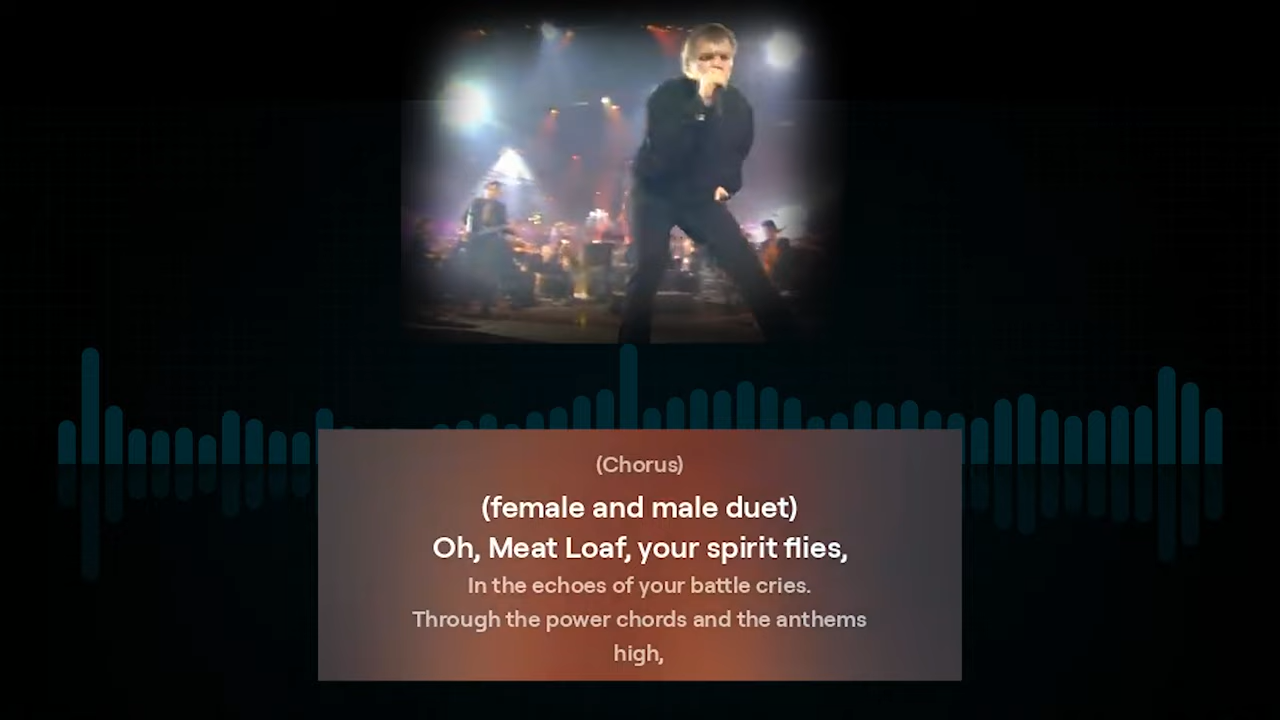 (Chorus)
(female and male duet)
Oh, Meat Loaf, your spirit flies,
In the echoes of your battle cries.
Through the power chords and the anthems
high,